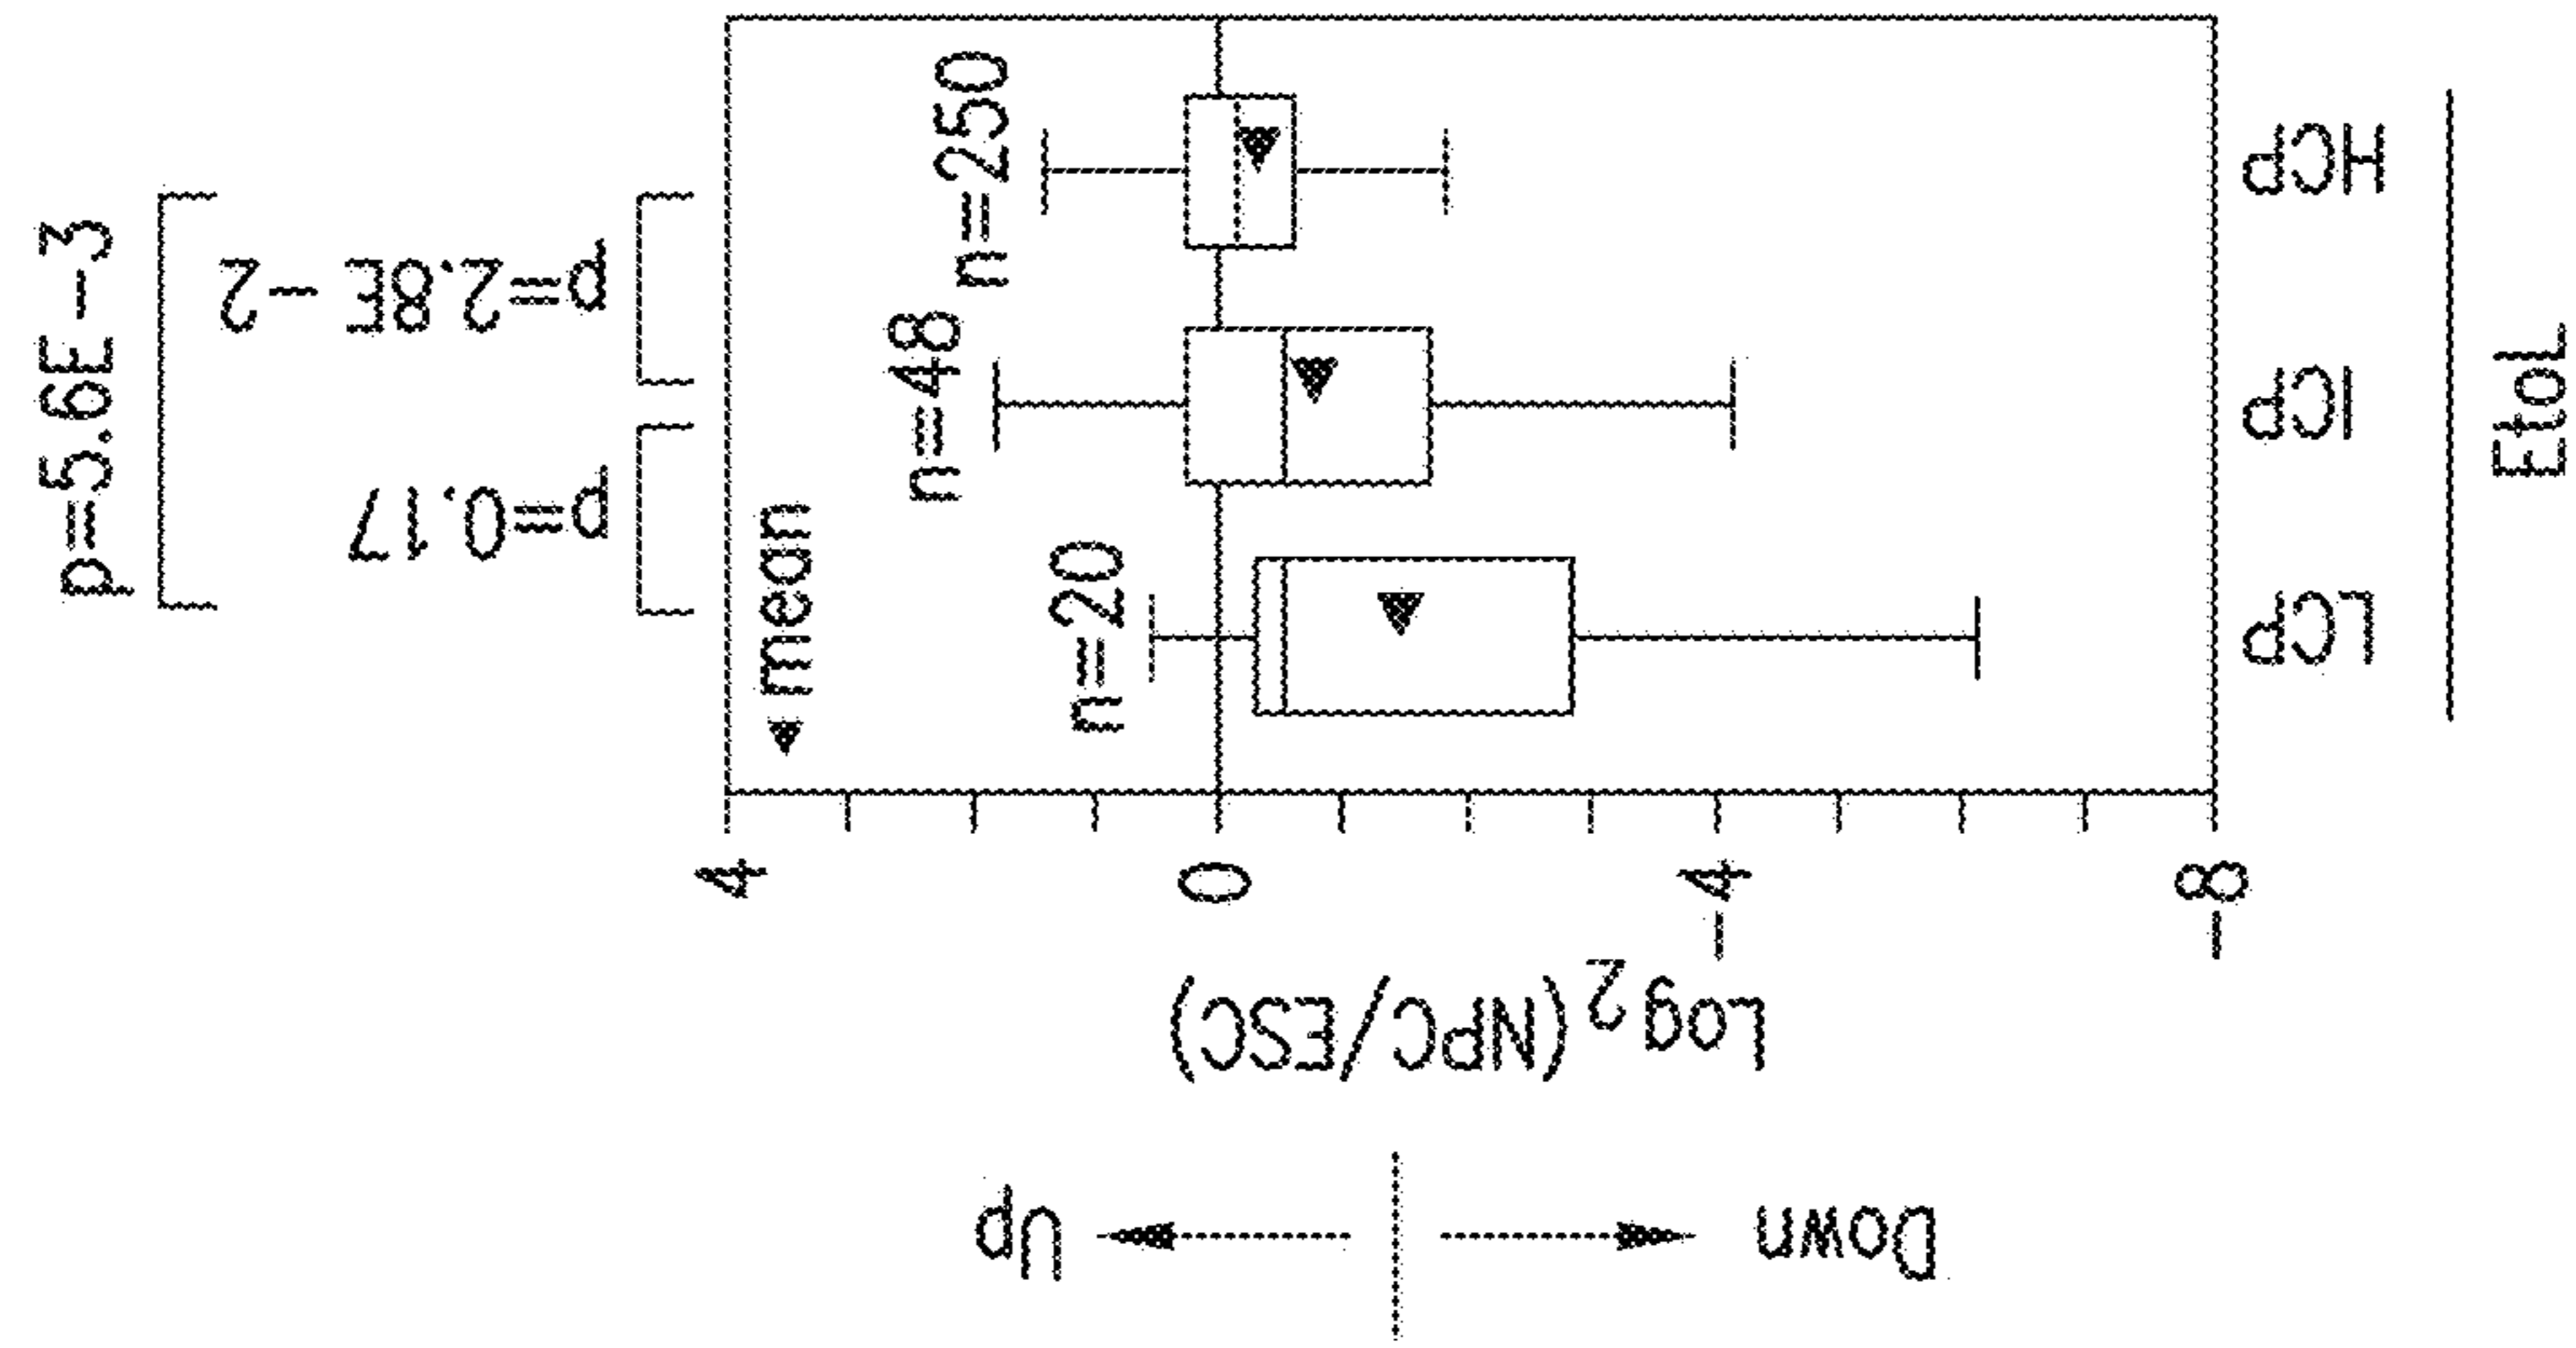 p=5.6E-3
p=0.17
p=2.8E-2
mean
n=20
n=48
n=250
4
0
-4
-8
Log2(NPC/ESC)
Up
Down
LCP
ICP
HCP
EtoL